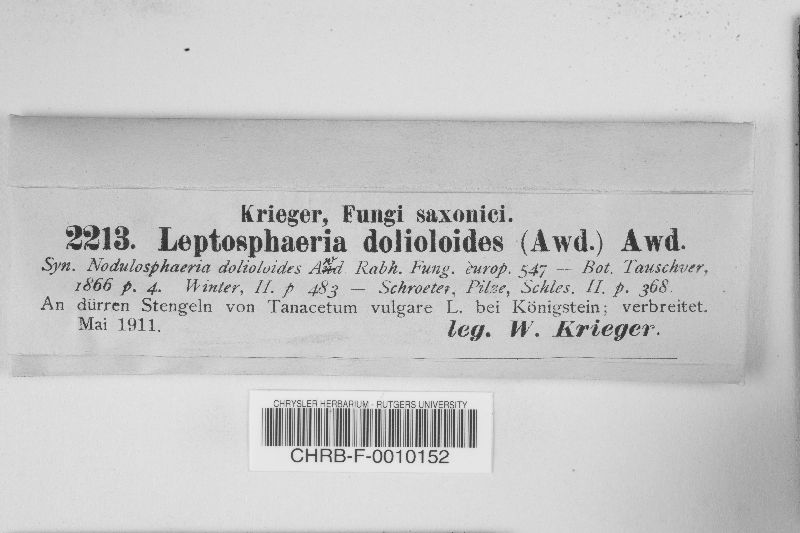 Krieger, Fungi saxonici.
2213. Leptosphaeria dolioloides (Awd.) Awd.
Syn. Nodulosphaeria dolioloides Awd Rabh. Fung. europ. 547 — Bot. Tauschver,
1866 p. 4. Winter, II. p 483 — Schroeter, Pilze, Schles. II. p. 368.
An dürren Stengeln von Tanacetum vulgare L. bei Königstein; verbreitet.
Mai 1911. leg. W. Krieger.
CHRYSLER HERBARIUM - RUTGERS UNIVERSITY
CHRB-F-0010152